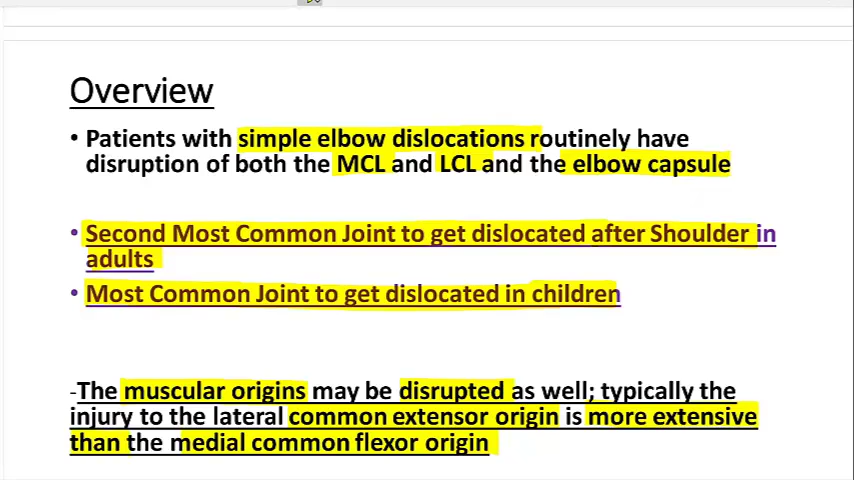 Overview
• Patients with simple elbow dislocations routinely have
disruption of both the MCL and LCL and the elbow capsule
• Second Most Common Joint to get dislocated after Shoulder in
adults
• Most Common Joint to get dislocated in children
-The muscular origins may be disrupted as well; typically the
injury to the lateral common extensor origin is more extensive
than the medial common flexor origin